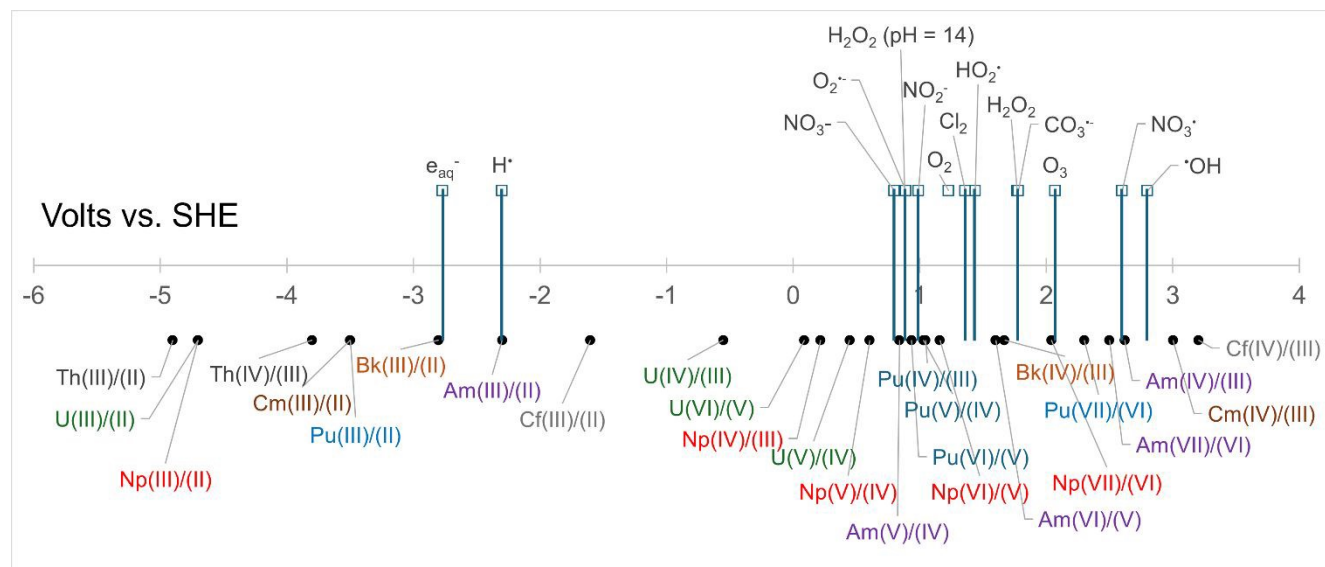 H₂O₂ (pH = 14)
O₂•-
NO₂-
HO₂•
NO₃-
Cl₂
H₂O₂
CO₃•-
NO₃•
eaq-
H•
O₂
O₃
•OH
Volts vs. SHE
-6 -5 -4 -3 -2 -1 0 1 2 3 4
Th(III)/(II)
U(III)/(II)
Np(III)/(II)
Th(IV)/(III)
Cm(III)/(II)
Pu(III)/(II)
Bk(III)/(II)
Am(III)/(II)
Cf(III)/(II)
U(IV)/(III)
U(VI)/(V)
Np(IV)/(III)
U(V)/(IV)
Np(V)/(IV)
Am(V)/(IV)
Pu(IV)/(III)
Pu(V)/(IV)
Pu(VI)/(V)
Np(VI)/(V)
Am(VI)/(V)
Bk(IV)/(III)
Np(VII)/(VI)
Pu(VII)/(VI)
Am(VII)/(VI)
Am(IV)/(III)
Cm(IV)/(III)
Cf(IV)/(III)